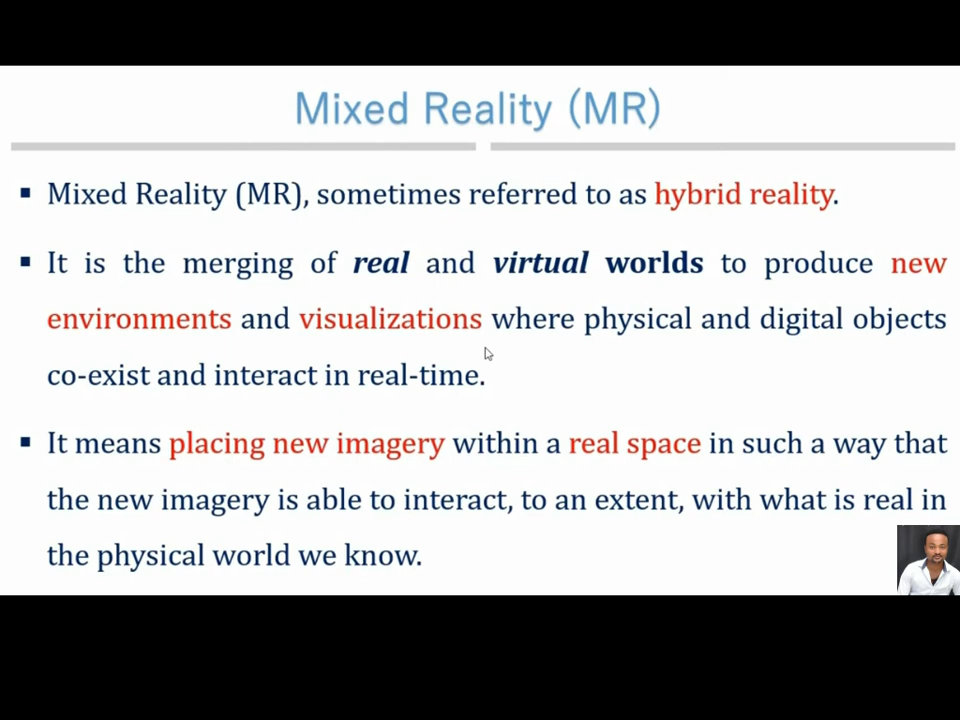 Mixed Reality (MR)
▪ Mixed Reality (MR), sometimes referred to as hybrid reality.
▪ It is the merging of real and virtual worlds to produce new
environments and visualizations where physical and digital objects
co-exist and interact in real-time.
▪ It means placing new imagery within a real space in such a way that
the new imagery is able to interact, to an extent, with what is real in
the physical world we know.